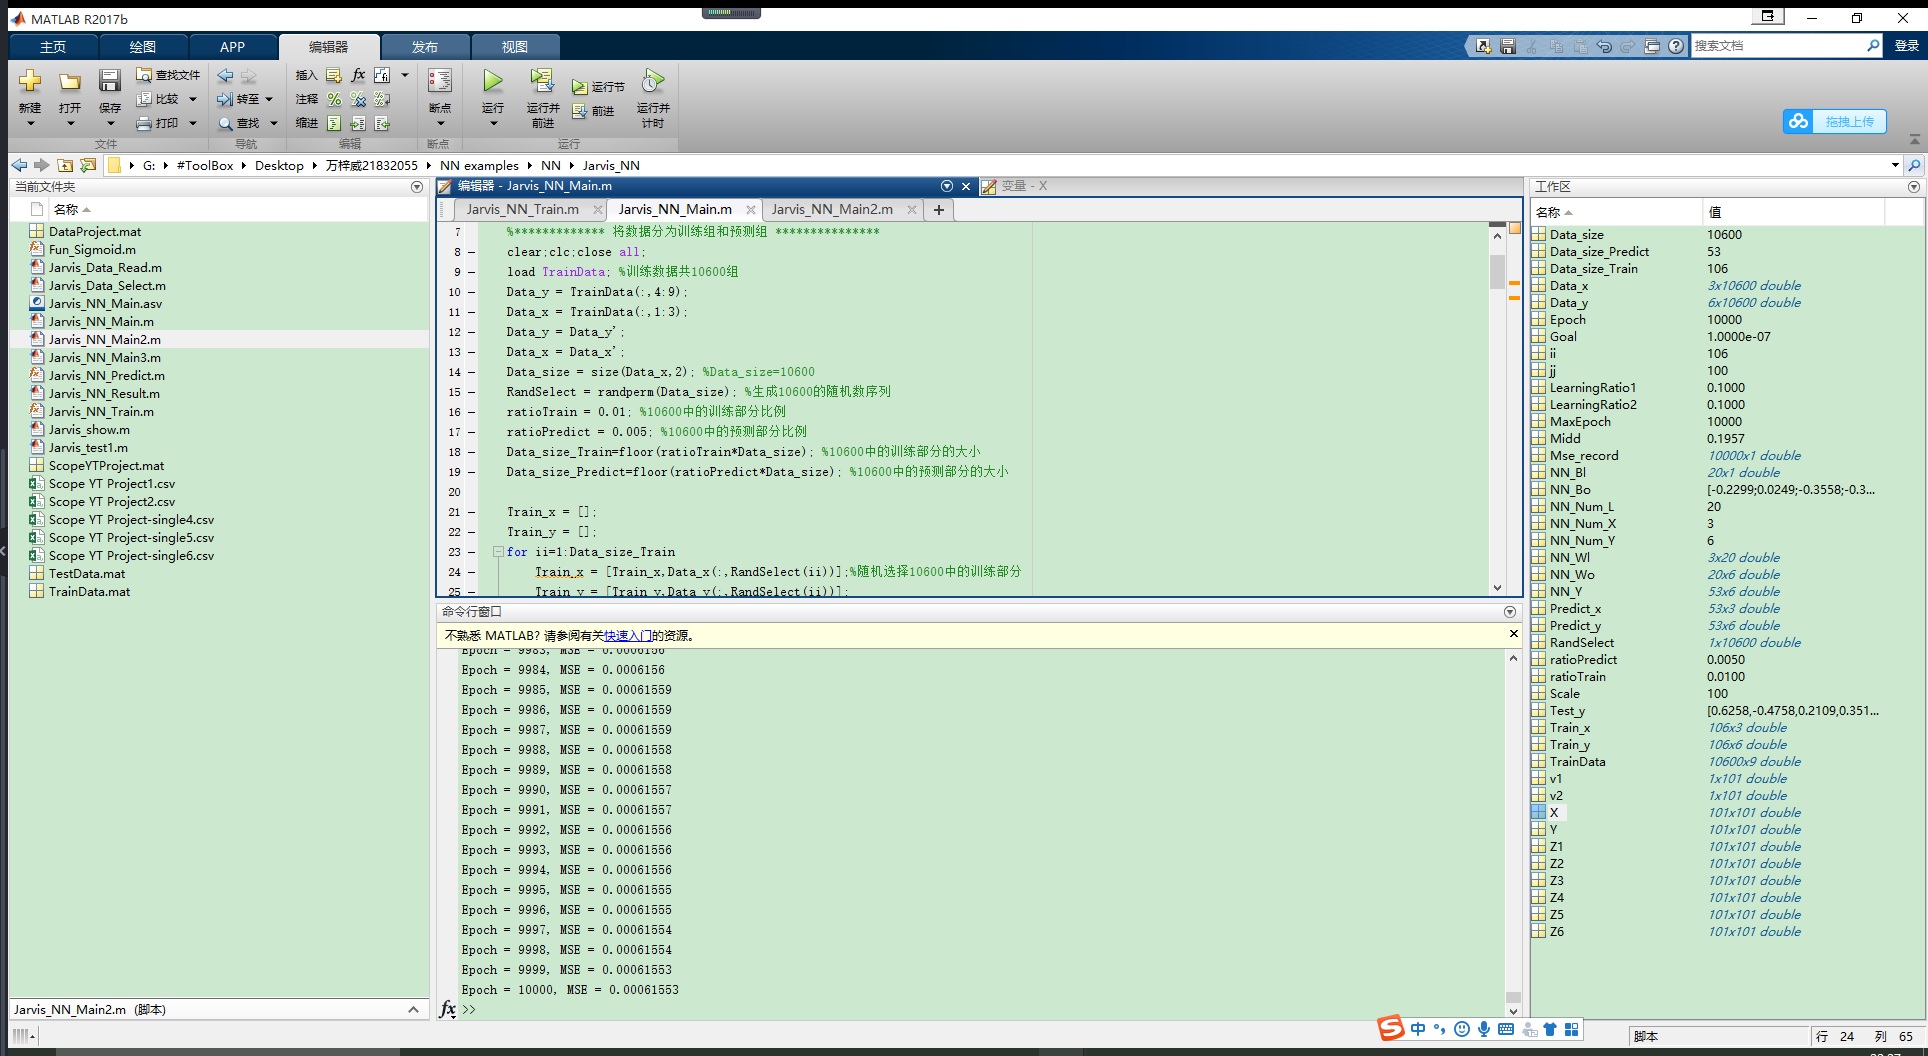 MATLAB R2017b
主页 绘图 APP 编辑器 发布 视图
搜索文档 登录
新建 打开 保存 查找文件 比较 打印 转至 查找 插入 fx 注释 缩进 断点 运行 运行并前进 运行节 前进 运行并计时
拖拽上传
文件 导航 编辑 断点 运行
G: #ToolBox Desktop 万梓威21832055 NN examples NN Jarvis_NN
当前文件夹
名称
DataProject.mat
Fun_Sigmoid.m
Jarvis_Data_Read.m
Jarvis_Data_Select.m
Jarvis_NN_Main.asv
Jarvis_NN_Main.m
Jarvis_NN_Main2.m
Jarvis_NN_Main3.m
Jarvis_NN_Predict.m
Jarvis_NN_Result.m
Jarvis_NN_Train.m
Jarvis_show.m
Jarvis_test1.m
ScopeYTProject.mat
Scope YT Project1.csv
Scope YT Project2.csv
Scope YT Project-single4.csv
Scope YT Project-single5.csv
Scope YT Project-single6.csv
TestData.mat
TrainData.mat
Jarvis_NN_Main2.m (脚本)
编辑器 - Jarvis_NN_Main.m
变量 - X
Jarvis_NN_Train.m Jarvis_NN_Main.m Jarvis_NN_Main2.m
7 %************* 将数据分为训练组和预测组 ***************
8 – clear;clc;close all;
9 – load TrainData; %训练数据共10600组
10 – Data_y = TrainData(:,4:9);
11 – Data_x = TrainData(:,1:3);
12 – Data_y = Data_y';
13 – Data_x = Data_x';
14 – Data_size = size(Data_x,2); %Data_size=10600
15 – RandSelect = randperm(Data_size); %生成10600的随机数序列
16 – ratioTrain = 0.01; %10600中的训练部分比例
17 – ratioPredict = 0.005; %10600中的预测部分比例
18 – Data_size_Train=floor(ratioTrain*Data_size); %10600中的训练部分的大小
19 – Data_size_Predict=floor(ratioPredict*Data_size); %10600中的预测部分的大小
20
21 – Train_x = [];
22 – Train_y = [];
23 – for ii=1:Data_size_Train
24 – Train_x = [Train_x,Data_x(:,RandSelect(ii))];%随机选择10600中的训练部分
25 – Train_y = [Train_y,Data_y(:,RandSelect(ii))];
命令行窗口
不熟悉 MATLAB? 请参阅有关快速入门的资源。
Epoch = 9983, MSE = 0.0006156
Epoch = 9984, MSE = 0.0006156
Epoch = 9985, MSE = 0.00061559
Epoch = 9986, MSE = 0.00061559
Epoch = 9987, MSE = 0.00061559
Epoch = 9988, MSE = 0.00061558
Epoch = 9989, MSE = 0.00061558
Epoch = 9990, MSE = 0.00061557
Epoch = 9991, MSE = 0.00061557
Epoch = 9992, MSE = 0.00061556
Epoch = 9993, MSE = 0.00061556
Epoch = 9994, MSE = 0.00061556
Epoch = 9995, MSE = 0.00061555
Epoch = 9996, MSE = 0.00061555
Epoch = 9997, MSE = 0.00061554
Epoch = 9998, MSE = 0.00061554
Epoch = 9999, MSE = 0.00061553
Epoch = 10000, MSE = 0.00061553
fx >>
工作区
名称 值
Data_size 10600
Data_size_Predict 53
Data_size_Train 106
Data_x 3x10600 double
Data_y 6x10600 double
Epoch 10000
Goal 1.0000e-07
ii 106
jj 100
LearningRatio1 0.1000
LearningRatio2 0.1000
MaxEpoch 10000
Midd 0.1957
Mse_record 10000x1 double
NN_Bl 20x1 double
NN_Bo [-0.2299;0.0249;-0.3558;-0.3...
NN_Num_L 20
NN_Num_X 3
NN_Num_Y 6
NN_Wl 3x20 double
NN_Wo 20x6 double
NN_Y 53x6 double
Predict_x 53x3 double
Predict_y 53x6 double
RandSelect 1x10600 double
ratioPredict 0.0050
ratioTrain 0.0100
Scale 100
Test_y [0.6258,-0.4758,0.2109,0.351...
Train_x 106x3 double
Train_y 106x6 double
TrainData 10600x9 double
v1 1x101 double
v2 1x101 double
X 101x101 double
Y 101x101 double
Z1 101x101 double
Z2 101x101 double
Z3 101x101 double
Z4 101x101 double
Z5 101x101 double
Z6 101x101 double
S 中
脚本 行 24 列 65